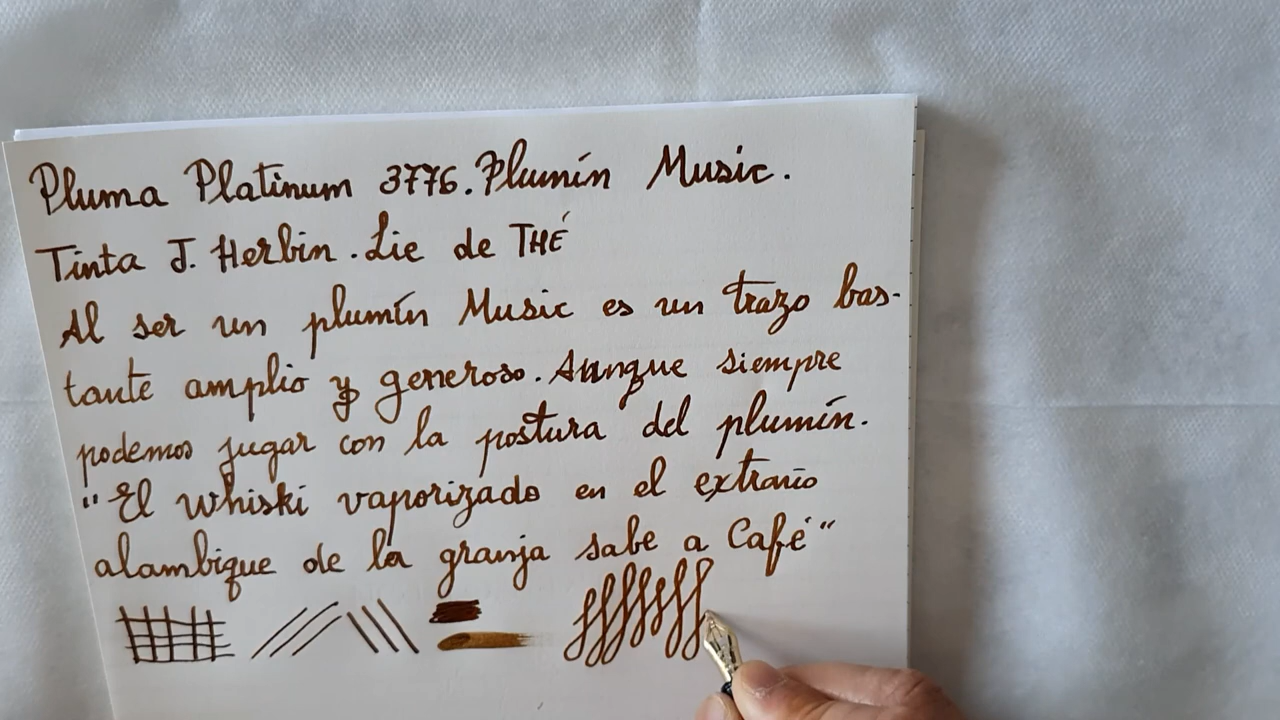 Pluma Platinum 3776. Plumín Music.
Tinta J. Herbin. Lie de THÉ
Al ser un plumín Music es un trazo bas-
tante amplio y generoso. Aunque siempre
podemos jugar con la postura del plumín.
"El whiski vaporizado en el extraño
alambique de la granja sabe a Café"